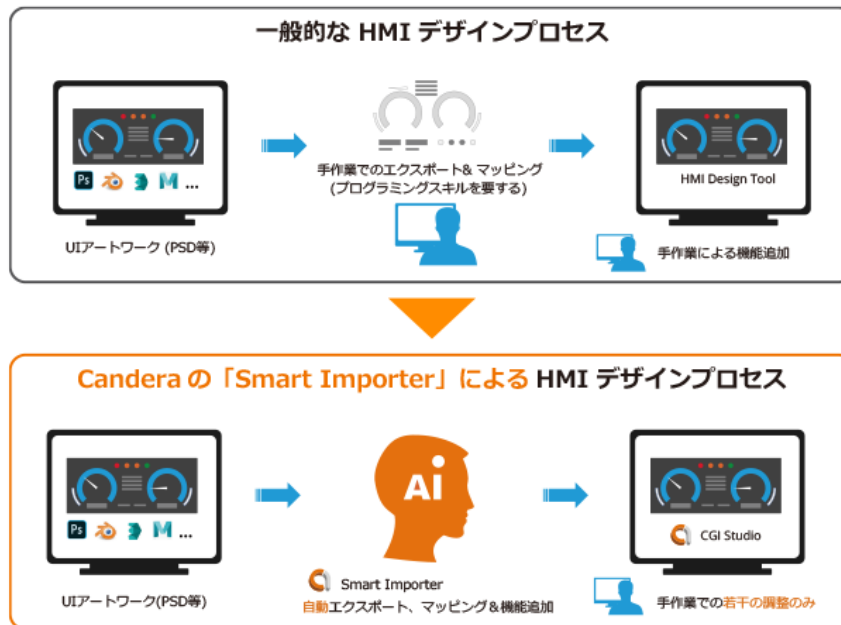 一般的な HMI デザインプロセス
Ps M ...
UIアートワーク (PSD等)
手作業でのエクスポート& マッピング
(プログラミングスキルを要する)
HMI Design Tool
手作業による機能追加
Candera の「Smart Importer」による HMI デザインプロセス
Ps M ...
UIアートワーク(PSD等)
Ai
Smart Importer
自動エクスポート、マッピング＆機能追加
CGI Studio
手作業での若干の調整のみ